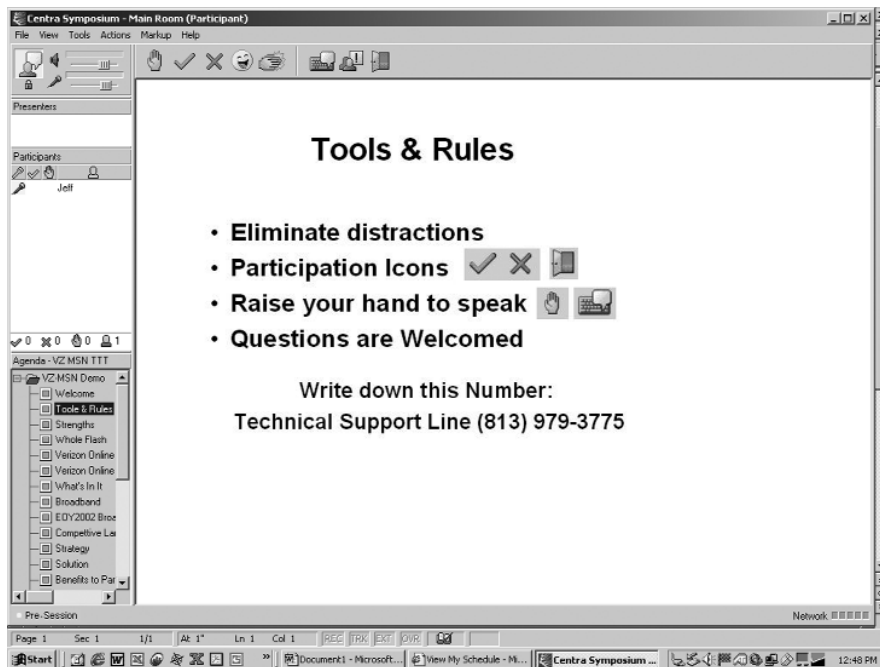 Centra Symposium - Main Room (Participant)
File View Tools Actions Markup Help
Presenters
Participants
Jeff
Tools & Rules
• Eliminate distractions
• Participation Icons
• Raise your hand to speak
• Questions are Welcomed
Write down this Number:
Technical Support Line (813) 979-3775
0 0 0 1
Agenda - VZ MSN TTT
VZ-MSN Demo
Welcome
Toole & Rules
Strengths
Whole Flash
Verizon Online
Verizon Online
What's In It
Broadband
EOY2002 Broa
Competitive La
Strategy
Solution
Benefits to Par
Pre-Session
Network
Page 1 Sec 1 1/1 At 1" Ln 1 Col 1 REC TRK EXT OVR
Start » Document1 - Microsoft... View My Schedule - Mi... Centra Symposium ... 12:48 PM